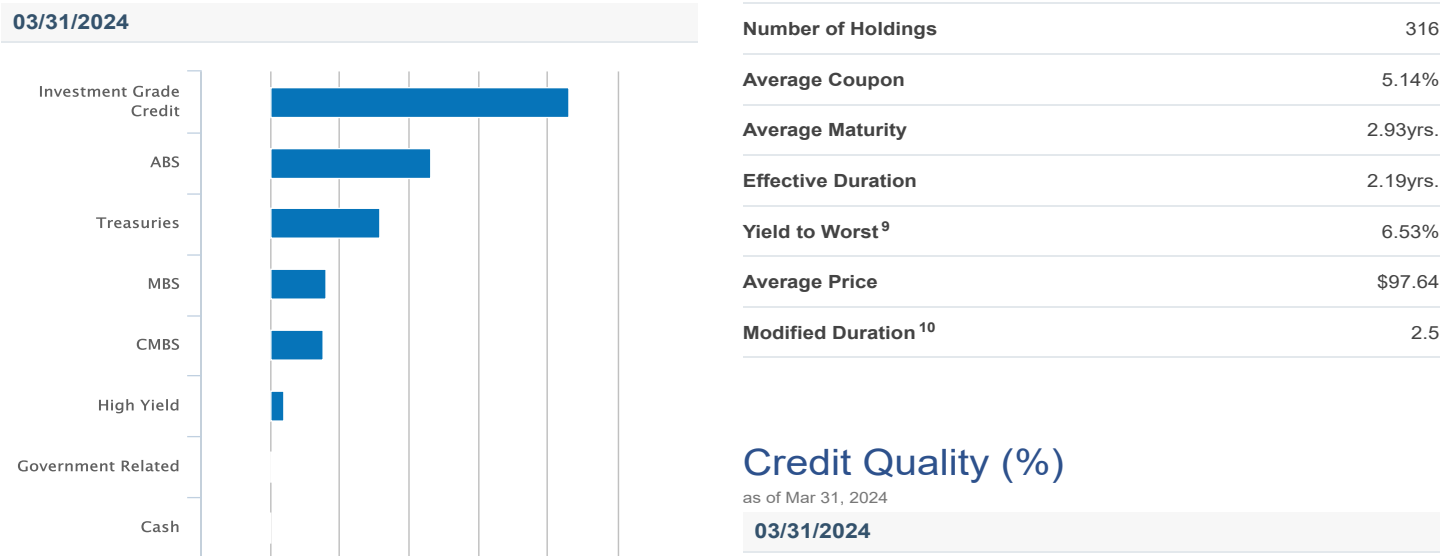 03/31/2024
Investment Grade
Credit
ABS
Treasuries
MBS
CMBS
High Yield
Government Related
Cash
Number of Holdings 316
Average Coupon 5.14%
Average Maturity 2.93yrs.
Effective Duration 2.19yrs.
Yield to Worst 9 6.53%
Average Price $97.64
Modified Duration 10 2.5
Credit Quality (%)
as of Mar 31, 2024
03/31/2024